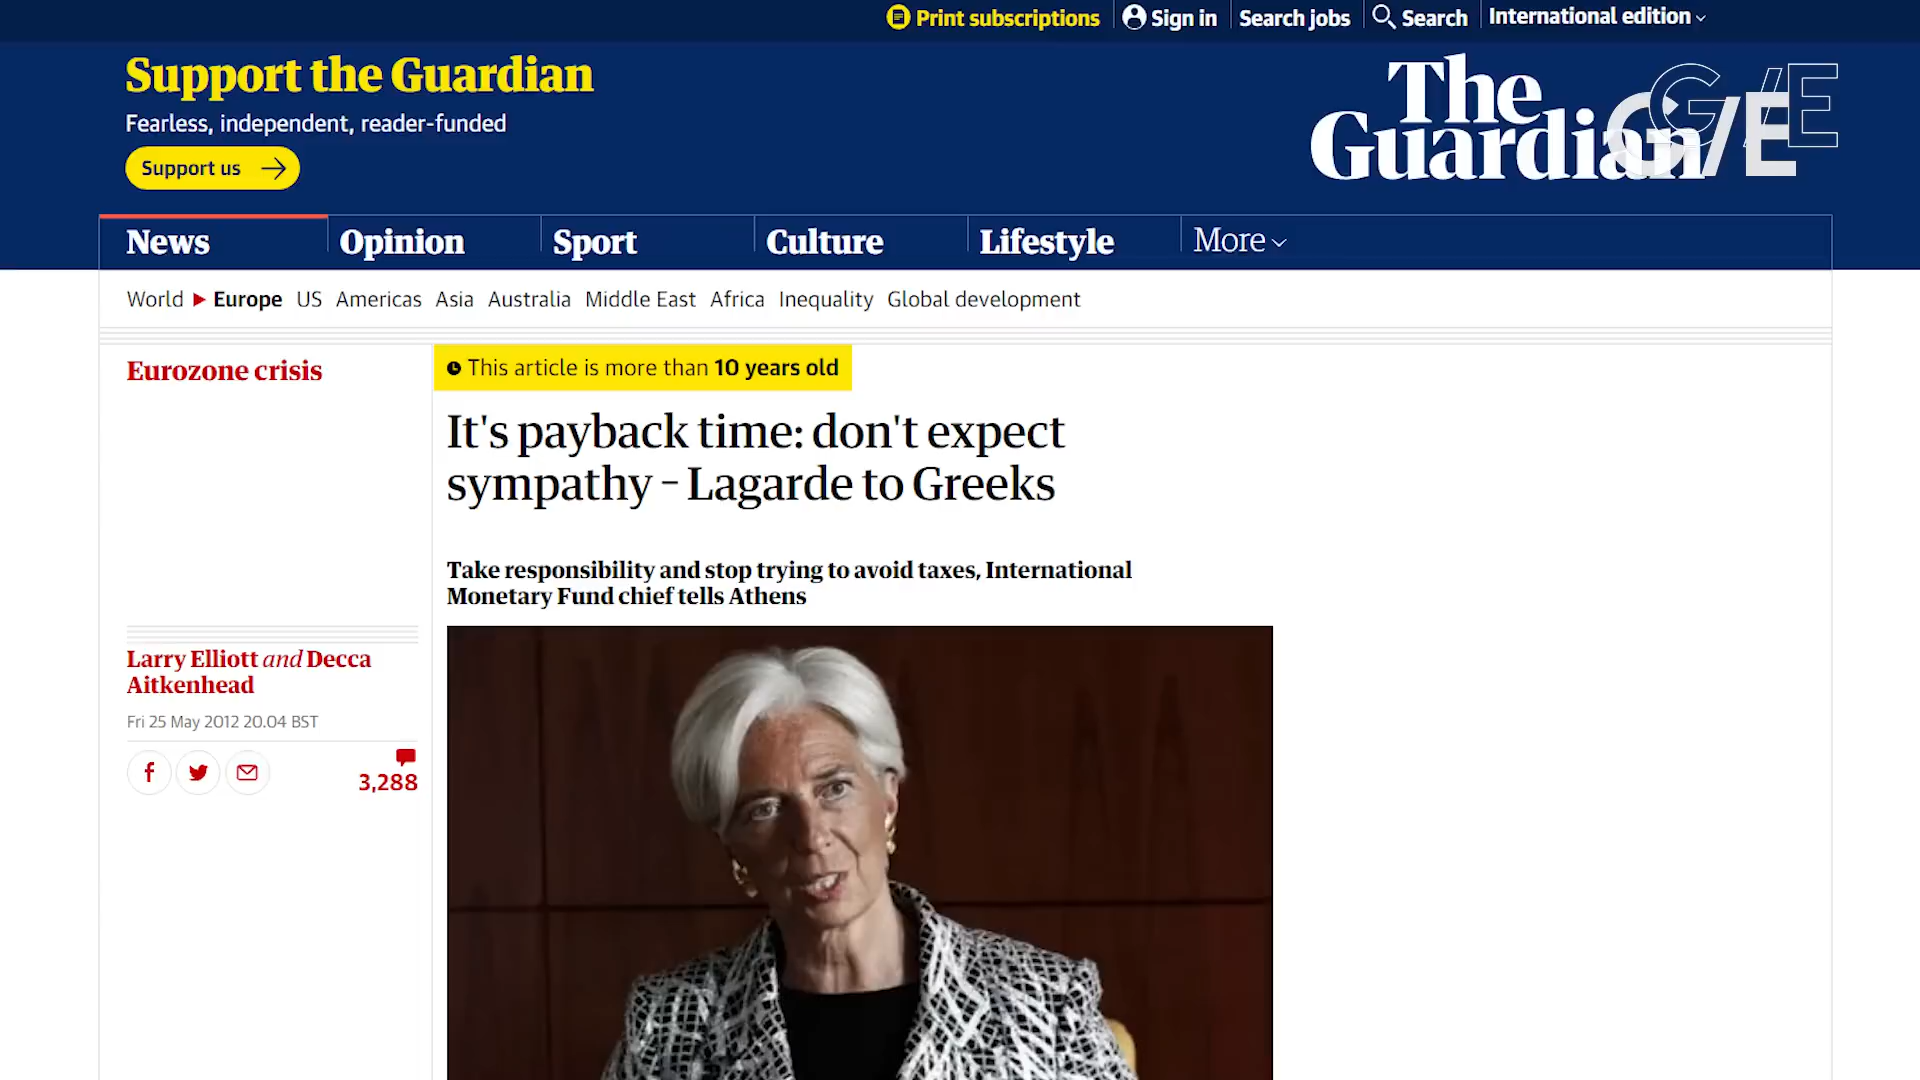 Print subscriptions
Sign in
Search jobs
Search
International edition
Support the Guardian
Fearless, independent, reader-funded
Support us
The
Guardian
G/E
G/E
News
Opinion
Sport
Culture
Lifestyle
More
World
Europe
US
Americas
Asia
Australia
Middle East
Africa
Inequality
Global development
Eurozone crisis
This article is more than 10 years old
It's payback time: don't expect
sympathy – Lagarde to Greeks
Take responsibility and stop trying to avoid taxes, International
Monetary Fund chief tells Athens
Larry Elliott and Decca
Aitkenhead
Fri 25 May 2012 20.04 BST
3,288